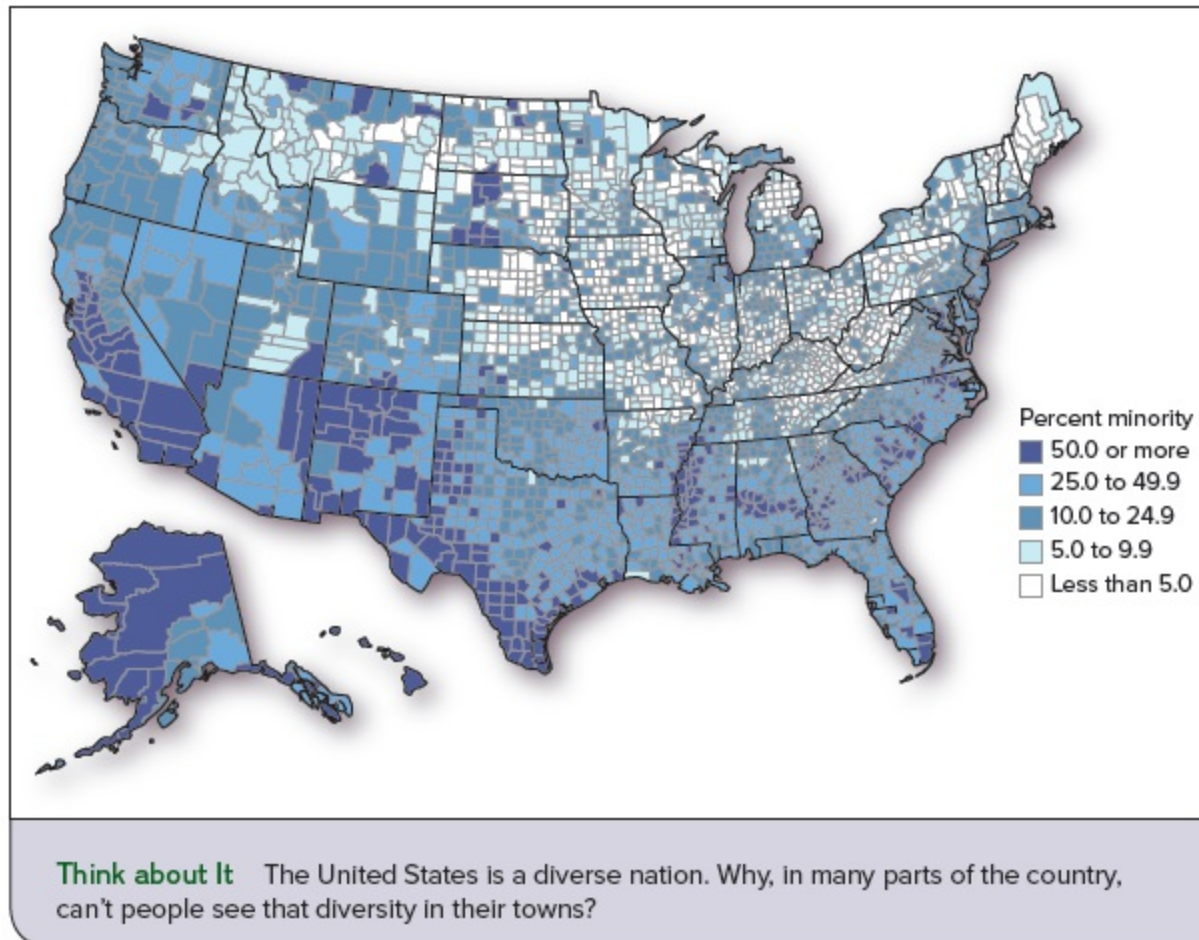 Percent minority
50.0 or more
25.0 to 49.9
10.0 to 24.9
5.0 to 9.9
Less than 5.0
Think about It The United States is a diverse nation. Why, in many parts of the country,
can't people see that diversity in their towns?